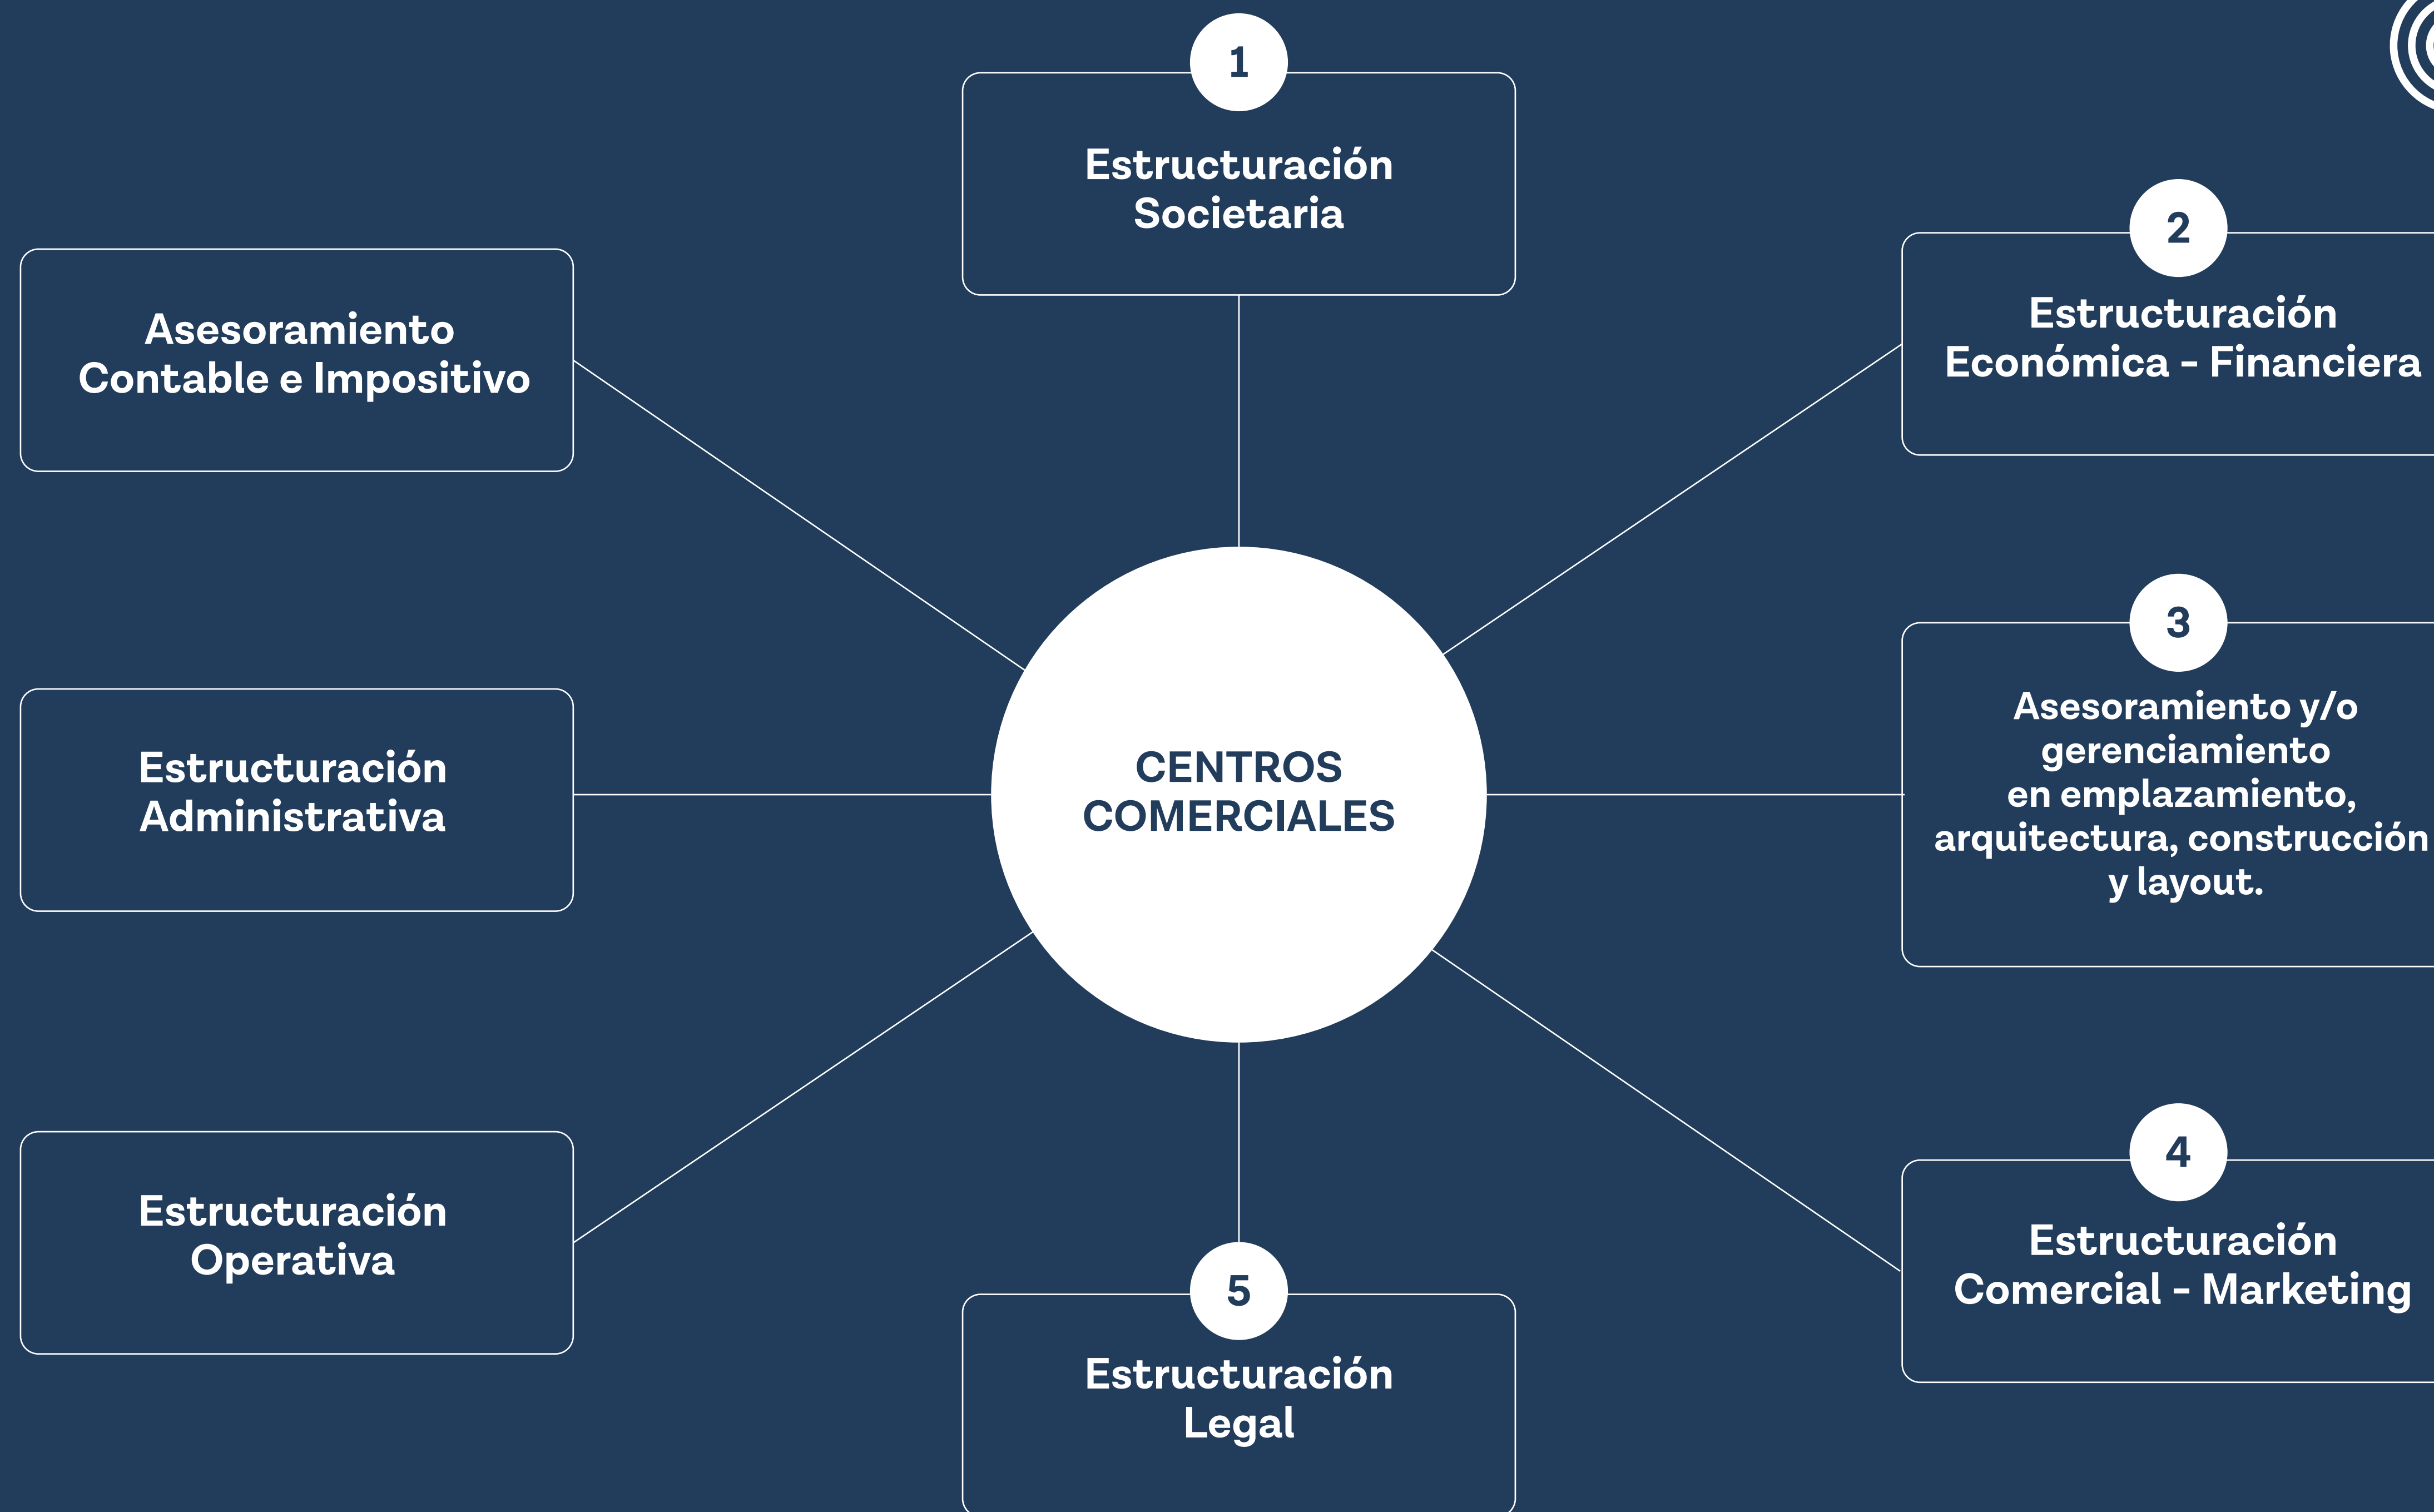 1
Estructuración
Societaria
2
Estructuración
Económica - Financiera
3
Asesoramiento y/o
gerenciamiento
en emplazamiento,
arquitectura, construcción
y layout.
4
Estructuración
Comercial - Marketing
5
Estructuración
Legal
Estructuración
Operativa
Estructuración
Administrativa
Asesoramiento
Contable e Impositivo
CENTROS
COMERCIALES